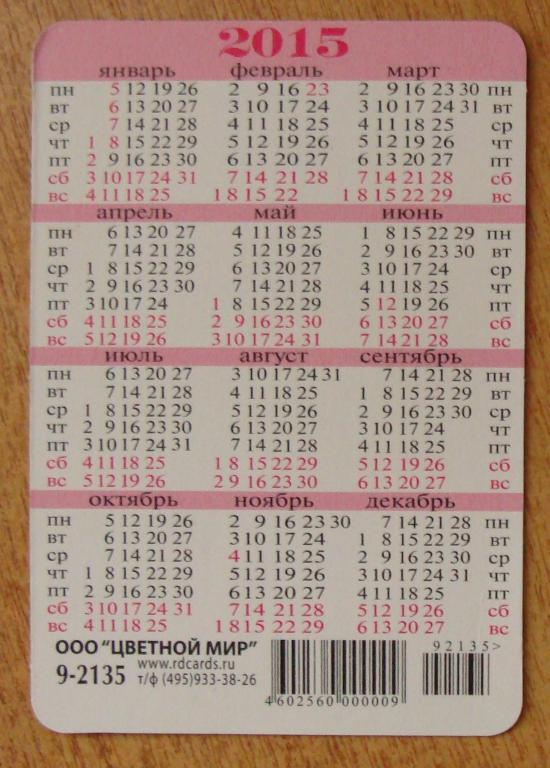 2015
январь февраль март
пн 5 12 19 26 2 9 16 23 2 9 16 23 30 пн
вт 6 13 20 27 3 10 17 24 3 10 17 24 31 вт
ср 7 14 21 28 4 11 18 25 4 11 18 25 ср
чт 1 8 15 22 29 5 12 19 26 5 12 19 26 чт
пт 2 9 16 23 30 6 13 20 27 6 13 20 27 пт
сб 3 10 17 24 31 7 14 21 28 7 14 21 28 сб
вс 4 11 18 25 1 8 15 22 1 8 15 22 29 вс
апрель май июнь
пн 6 13 20 27 4 11 18 25 1 8 15 22 29 пн
вт 7 14 21 28 5 12 19 26 2 9 16 23 30 вт
ср 1 8 15 22 29 6 13 20 27 3 10 17 24 ср
чт 2 9 16 23 30 7 14 21 28 4 11 18 25 чт
пт 3 10 17 24 1 8 15 22 29 5 12 19 26 пт
сб 4 11 18 25 2 9 16 23 30 6 13 20 27 сб
вс 5 12 19 26 3 10 17 24 31 7 14 21 28 вс
июль август сентябрь
пн 6 13 20 27 3 10 17 24 31 7 14 21 28 пн
вт 7 14 21 28 4 11 18 25 1 8 15 22 29 вт
ср 1 8 15 22 29 5 12 19 26 2 9 16 23 30 ср
чт 2 9 16 23 30 6 13 20 27 3 10 17 24 чт
пт 3 10 17 24 31 7 14 21 28 4 11 18 25 пт
сб 4 11 18 25 1 8 15 22 29 5 12 19 26 сб
вс 5 12 19 26 2 9 16 23 30 6 13 20 27 вс
октябрь ноябрь декабрь
пн 5 12 19 26 2 9 16 23 30 7 14 21 28 пн
вт 6 13 20 27 3 10 17 24 1 8 15 22 29 вт
ср 7 14 21 28 4 11 18 25 2 9 16 23 30 ср
чт 1 8 15 22 29 5 12 19 26 3 10 17 24 31 чт
пт 2 9 16 23 30 6 13 20 27 4 11 18 25 пт
сб 3 10 17 24 31 7 14 21 28 5 12 19 26 сб
вс 4 11 18 25 1 8 15 22 29 6 13 20 27 вс
ООО "ЦВЕТНОЙ МИР"
9-2135
www.rdcards.ru
т/ф (495)933-38-26
4 602560 000009
92135>